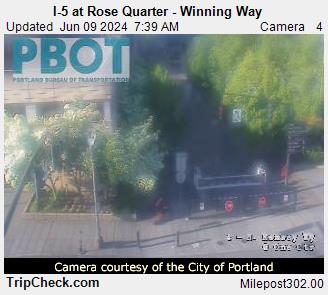 I-5 at Rose Quarter - Winning Way
Updated Jun 09 2024 7:39 AM Camera 4
PBOT
PORTLAND BUREAU OF TRANSPORTATION
Camera courtesy of the City of Portland
TripCheck.com Milepost302.00